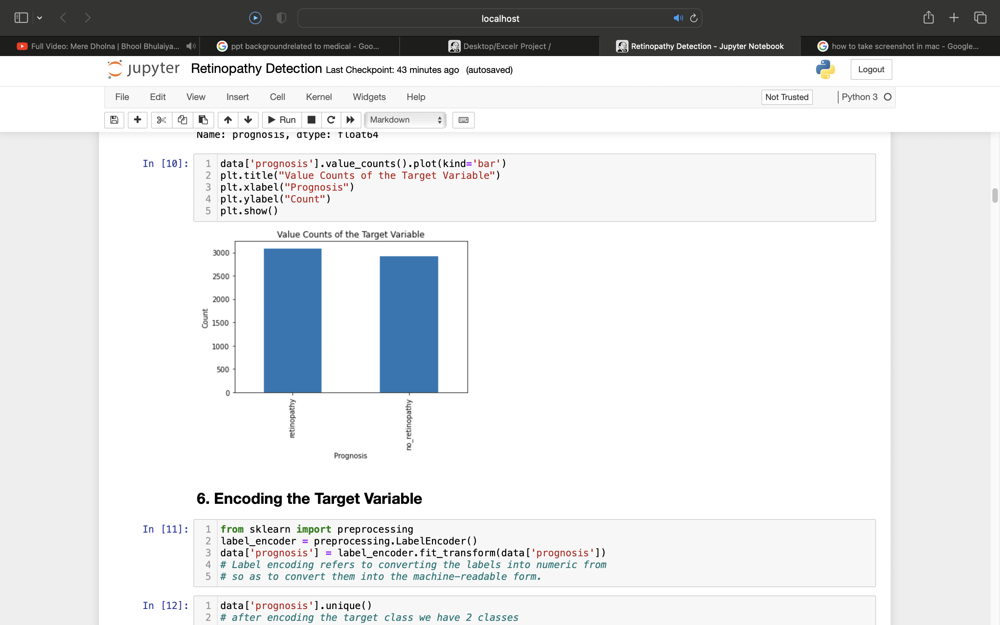 localhost
Full Video: Mere Dholna | Bhool Bhulaiya...
ppt backgroundrelated to medical - Goo...
Desktop/Excelr Project /
Retinopathy Detection - Jupyter Notebook
how to take screenshot in mac - Google...
jupyter Retinopathy Detection Last Checkpoint: 43 minutes ago (autosaved)
Logout
File Edit View Insert Cell Kernel Widgets Help
Not Trusted
Python 3
Run
Markdown
Name: prognosis, dtype: float64
In [10]:
1 data['prognosis'].value_counts().plot(kind='bar')
2 plt.title("Value Counts of the Target Variable")
3 plt.xlabel("Prognosis")
4 plt.ylabel("Count")
5 plt.show()
Value Counts of the Target Variable
3000
2500
2000
1500
1000
500
0
Count
retinopathy
no_retinopathy
Prognosis
6. Encoding the Target Variable
In [11]:
1 from sklearn import preprocessing
2 label_encoder = preprocessing.LabelEncoder()
3 data['prognosis'] = label_encoder.fit_transform(data['prognosis'])
4 # Label encoding refers to converting the labels into numeric from
5 # so as to convert them into the machine-readable form.
In [12]:
1 data['prognosis'].unique()
2 # after encoding the target class we have 2 classes